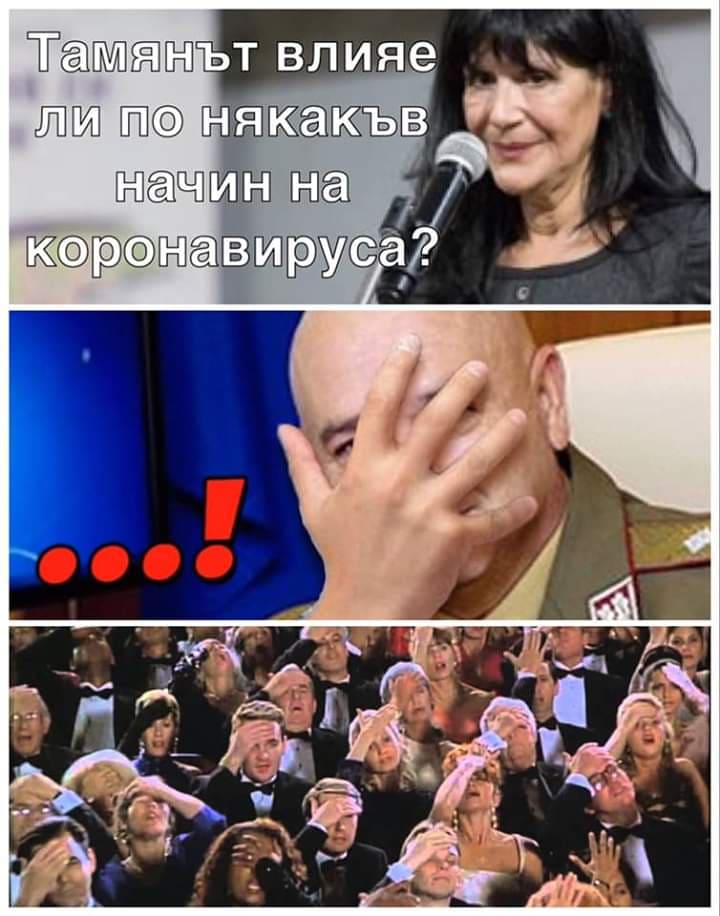 Тамянът влияе
ли по някакъв
начин на
коронавируса?
...!